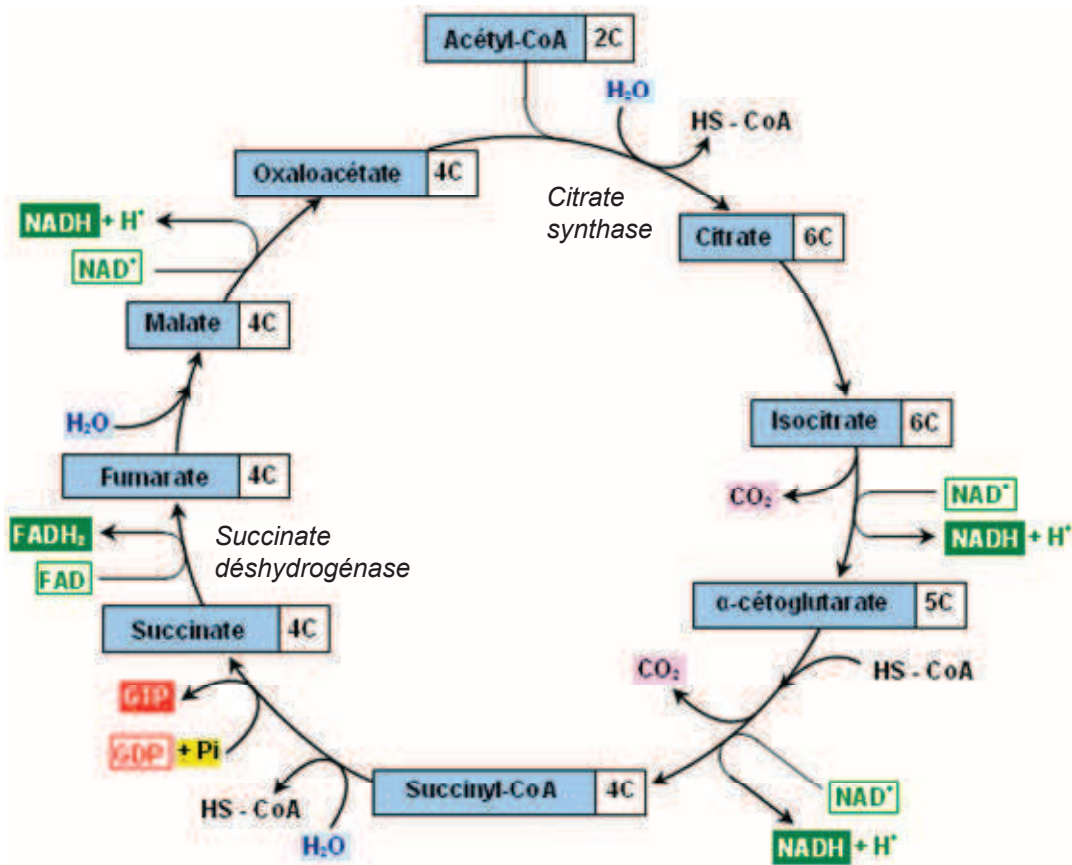 Acétyl-CoA 2C
H₂O
HS - CoA
Oxaloacétate 4C
Citrate
synthase
Citrate 6C
NADH + H⁺
NAD⁺
Malate 4C
Isocitrate 6C
H₂O
CO₂
NAD⁺
NADH + H⁺
Fumarate 4C
FADH₂
FAD
Succinate
déshydrogénase
α-cétoglutarate 5C
Succinate 4C
CO₂
HS - CoA
GTP
GDP + Pi
Succinyl-CoA 4C
HS - CoA
H₂O
NAD⁺
NADH + H⁺